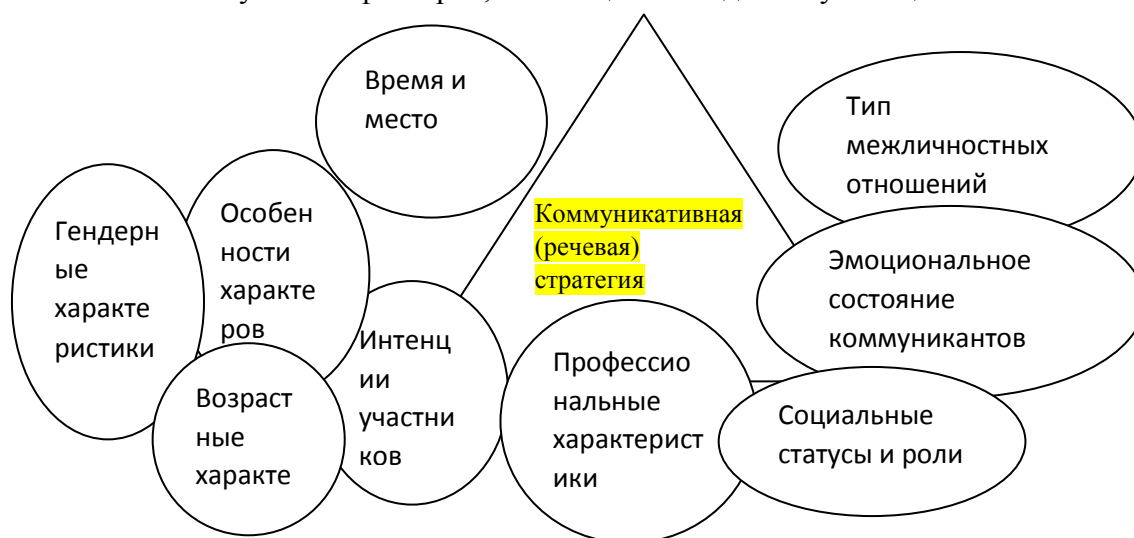 Время и
место
Тип
межличностных
отношений
Гендерн
ые
характе
ристики
Особен
ности
характе
ров
Коммуникативная
(речевая)
стратегия
Эмоциональное
состояние
коммуникантов
Интенц
ии
участни
ков
Профессио
нальные
характерист
ики
Возраст
ные
характе
Социальные
статусы и роли